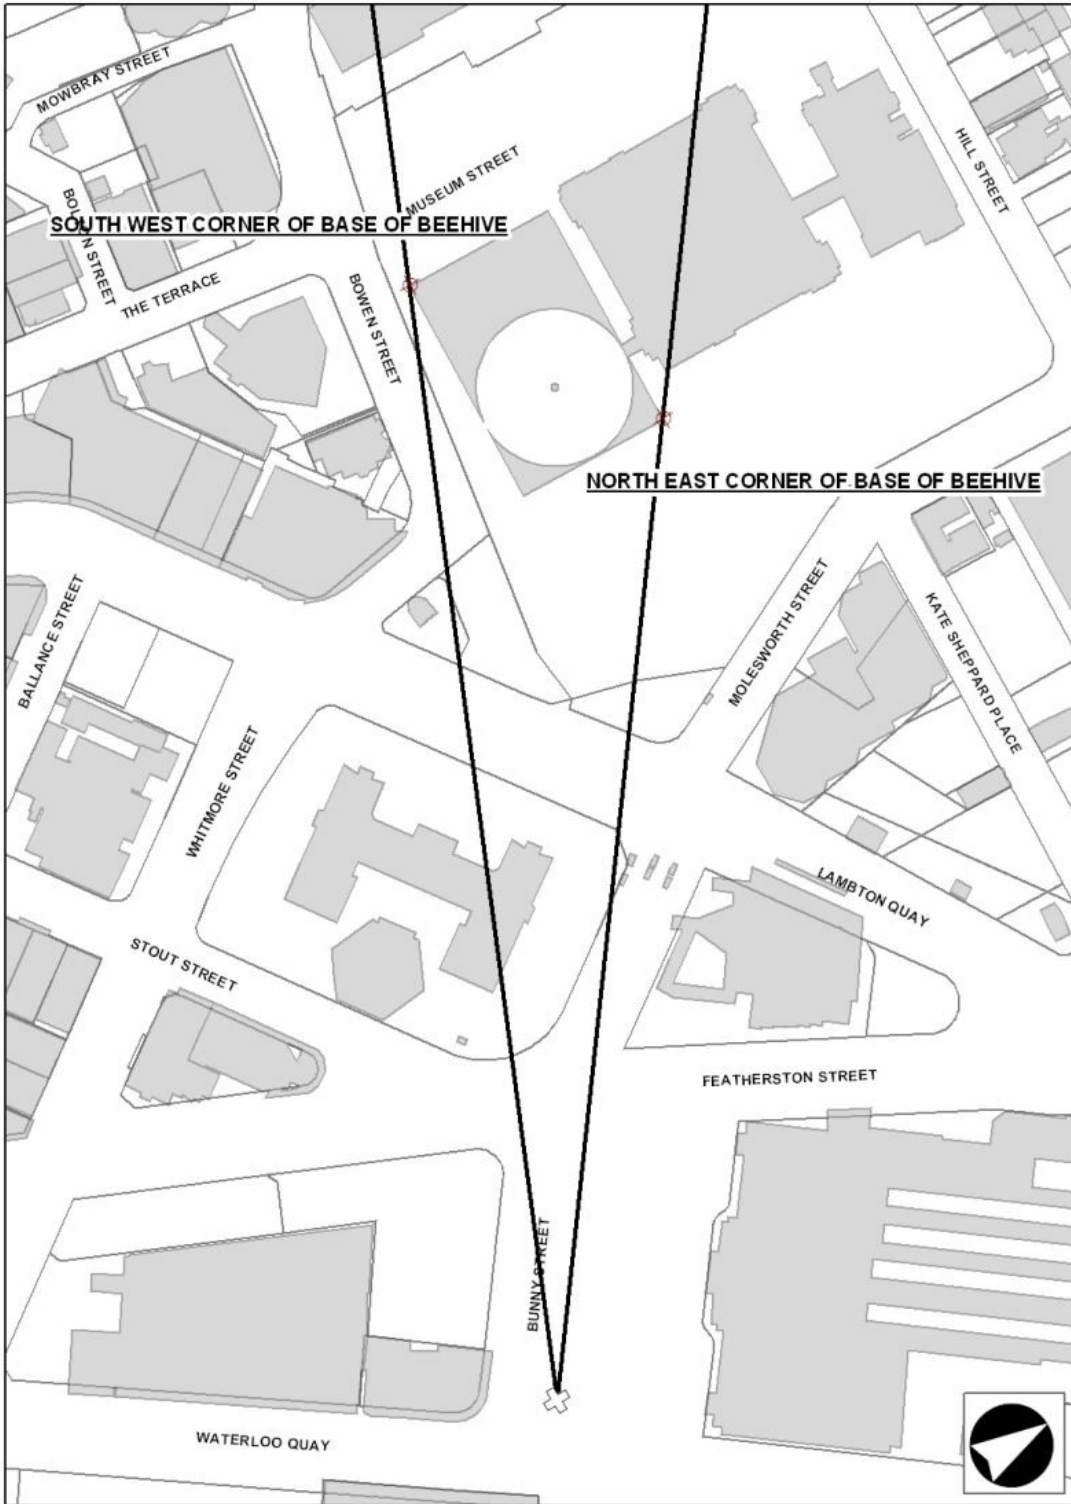 MOWBRAY STREET
MUSEUM STREET
HILL STREET
SOUTH WEST CORNER OF BASE OF BEEHIVE
STREET
THE TERRACE
BOWEN STREET
NORTH EAST CORNER OF BASE OF BEEHIVE
BALLANCE STREET
MOLESWORTH STREET
KATE SHEPPARD PLACE
WHITMORE STREET
LAMBTON QUAY
STOUT STREET
FEATHERSTON STREET
BUNNY STREET
WATERLOO QUAY